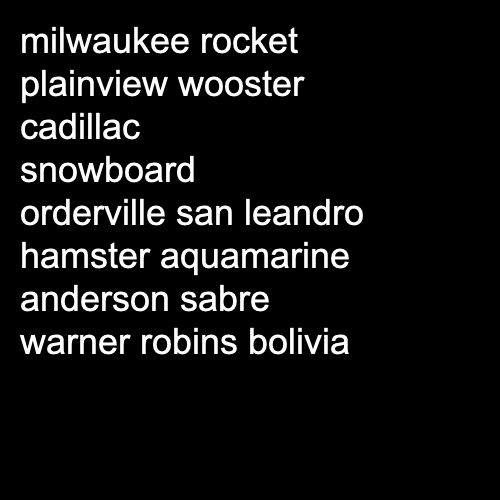 milwaukee rocket
plainview wooster
cadillac
snowboard
orderville san leandro
hamster aquamarine
anderson sabre
warner robins bolivia